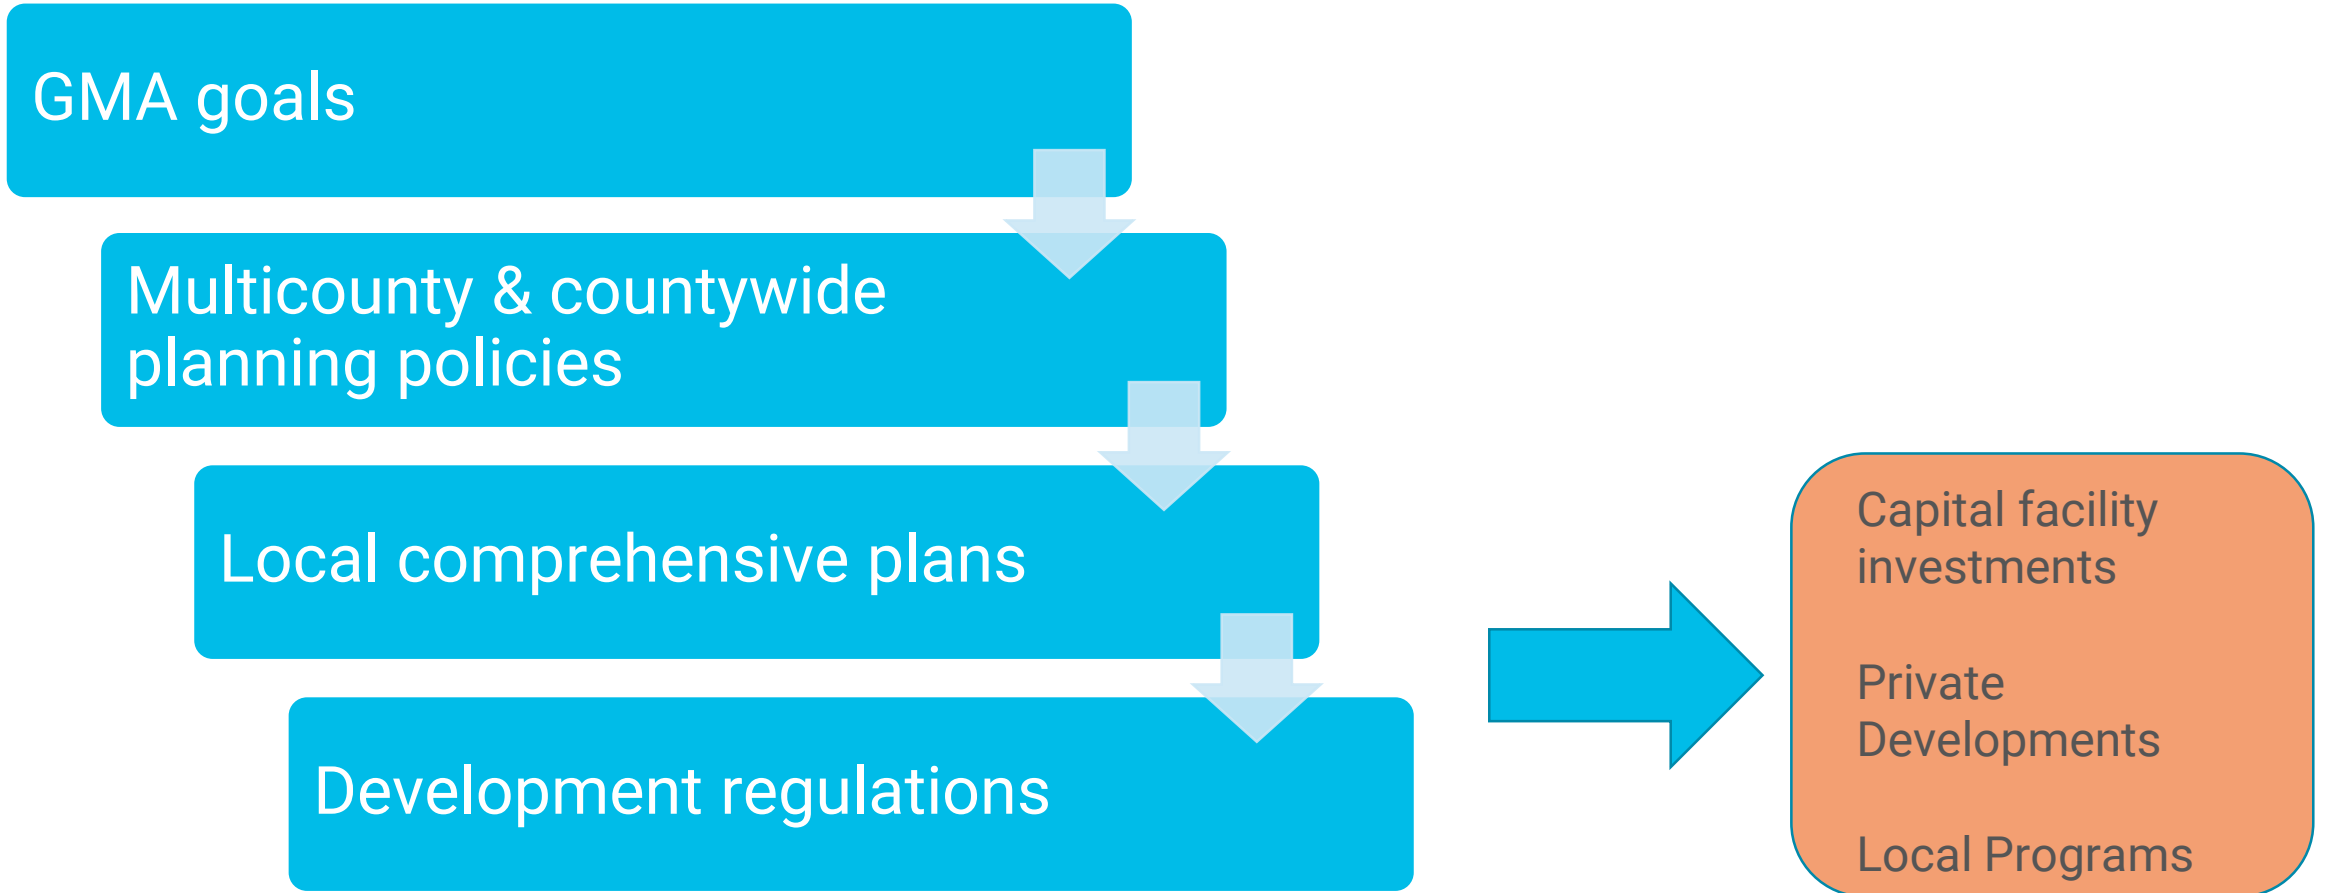 GMA goals
Multicounty & countywide
planning policies
Local comprehensive plans
Development regulations
Capital facility
investments
Private
Developments
Local Programs